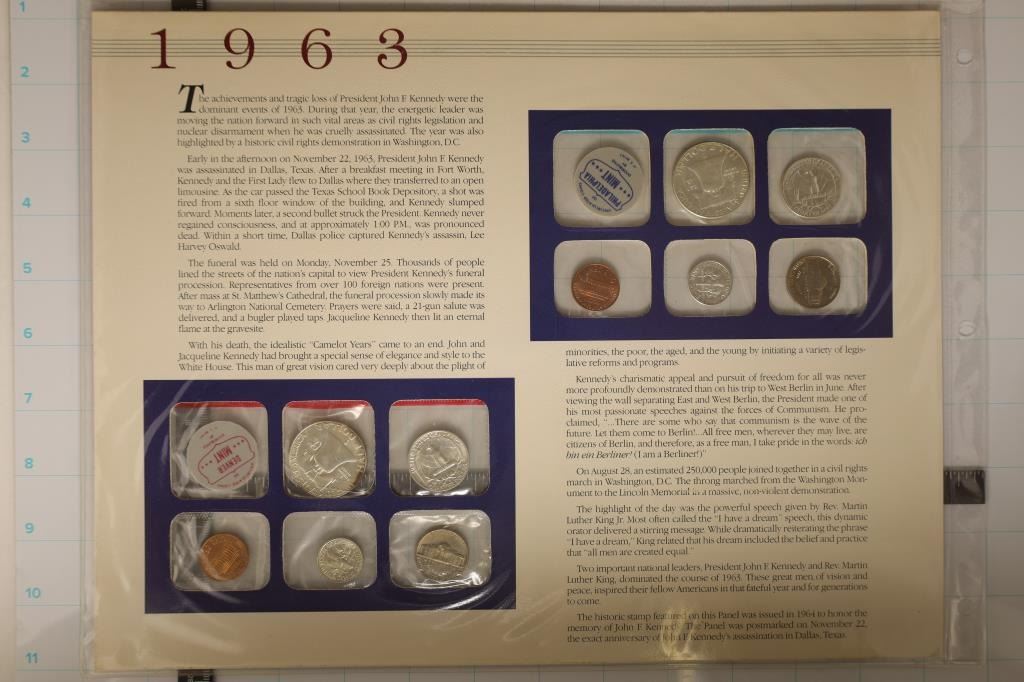 1963
The achievements and tragic loss of President John F. Kennedy were the
dominant events of 1963. During that year, the energetic leader was
moving the nation forward in such vital areas as civil rights legislation and
nuclear disarmament when he was cruelly assassinated. The year was also
highlighted by a historic civil rights demonstration in Washington, D.C.
Early in the afternoon on November 22, 1963, President John F. Kennedy
was assassinated in Dallas, Texas. After a breakfast meeting in Fort Worth,
Kennedy and the First Lady flew to Dallas where they transferred to an open
limousine. As the car passed the Texas School Book Depository, a shot was
fired from a sixth floor window of the building, and Kennedy slumped
forward. Moments later, a second bullet struck the President. Kennedy never
regained consciousness, and at approximately 1:00 P.M., was pronounced
dead. Within a short time, Dallas police captured Kennedy's assassin, Lee
Harvey Oswald.
The funeral was held on Monday, November 25. Thousands of people
lined the streets of the nation's capital to view President Kennedy's funeral
procession. Representatives from over 100 foreign nations were present.
After mass at St. Matthew's Cathedral, the funeral procession slowly made its
way to Arlington National Cemetery. Prayers were said, a 21-gun salute was
delivered, and a bugler played taps. Jacqueline Kennedy then lit an eternal
flame at the gravesite.
With his death, the idealistic "Camelot Years" came to an end. John and
Jacqueline Kennedy had brought a special sense of elegance and style to the
White House. This man of great vision cared very deeply about the plight of
minorities, the poor, the aged, and the young by initiating a variety of legis-
lative reforms and programs.
Kennedy's charismatic appeal and pursuit of freedom for all was never
more profoundly demonstrated than on his trip to West Berlin in June. After
viewing the wall separating East and West Berlin, the President made one of
his most passionate speeches against the forces of Communism. He pro-
claimed, "...There are some who say that communism is the wave of the
future. Let them come to Berlin!...All free men, wherever they may live, are
citizens of Berlin, and therefore, as a free man, I take pride in the words: ich
bin ein Berliner! (I am a Berliner!)"
On August 28, an estimated 250,000 people joined together in a civil rights
march in Washington, D.C. The throng marched from the Washington Mon-
ument to the Lincoln Memorial in a massive, non-violent demonstration.
The highlight of the day was the powerful speech given by Rev. Martin
Luther King Jr. Most often called the "I have a dream" speech, this dynamic
orator delivered a stirring message. While dramatically reiterating the phrase
"I have a dream," King related that his dream included the belief and practice
that "all men are created equal."
Two important national leaders, President John F. Kennedy and Rev. Martin
Luther King, dominated the course of 1963. These great men of vision and
peace, inspired their fellow Americans in that fateful year and for generations
to come.
The historic stamp featured on this Panel was issued in 1964 to honor the
memory of John F. Kennedy. The Panel was postmarked on November 22,
the exact anniversary of John F. Kennedy's assassination in Dallas, Texas.
PHILADELPHIA
MINT
DENVER
MINT
1
2
3
4
5
6
7
8
9
10
11